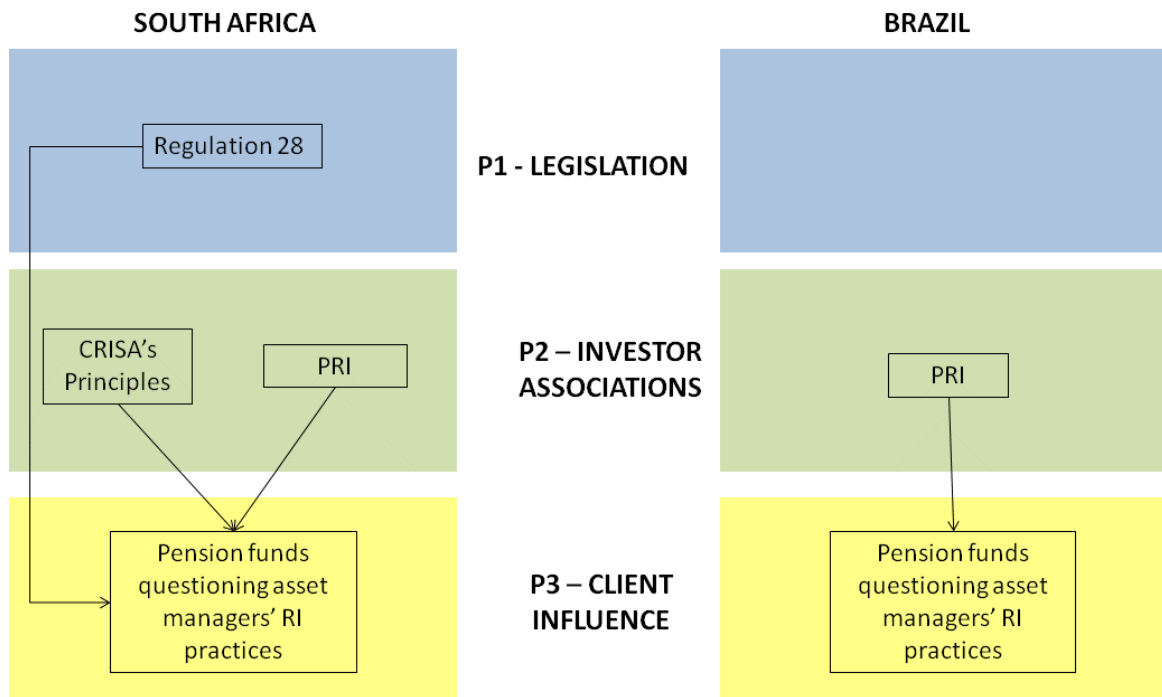 SOUTH AFRICA
BRAZIL
Regulation 28
P1 - LEGISLATION
CRISA’s
Principles
PRI
P2 – INVESTOR
ASSOCIATIONS
PRI
Pension funds
questioning asset
managers’ RI
practices
P3 – CLIENT
INFLUENCE
Pension funds
questioning asset
managers’ RI
practices